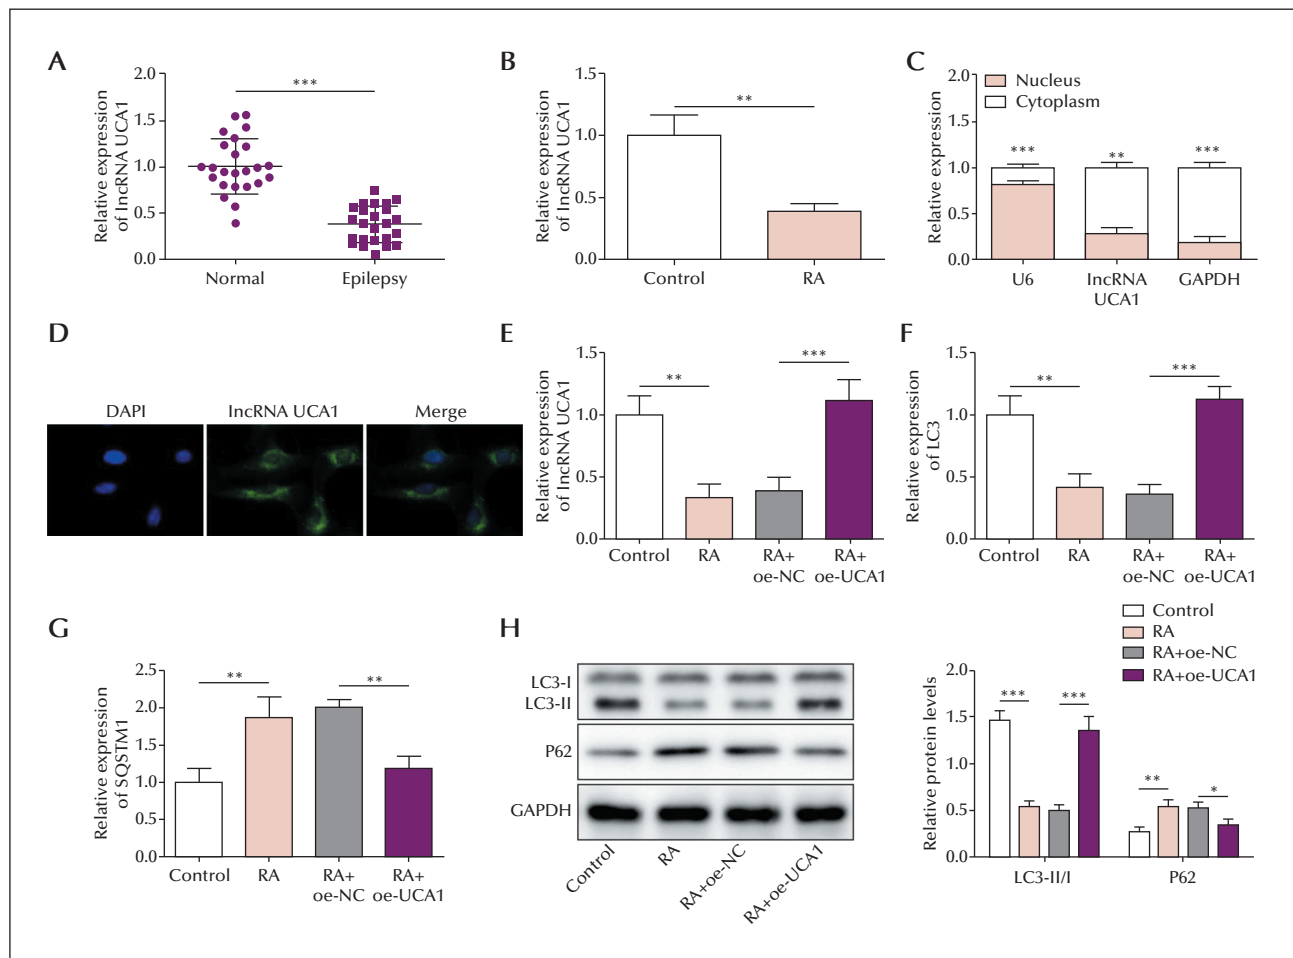 A
Relative expression
of lncRNA UCA1
2.0
1.5
1.0
0.5
0.0
***
Normal
Epilepsy
B
Relative expression
of lncRNA UCA1
1.5
1.0
0.5
0.0
**
Control
RA
C
Relative expression
2.0
1.5
1.0
0.5
0.0
Nucleus
Cytoplasm
***
**
***
U6
lncRNA
UCA1
GAPDH
D
DAPI
lncRNA UCA1
Merge
E
Relative expression
of lncRNA UCA1
1.5
1.0
0.5
0.0
**
***
Control
RA
RA+
oe-NC
RA+
oe-UCA1
F
Relative expression
of LC3
1.5
1.0
0.5
0.0
**
***
Control
RA
RA+
oe-NC
RA+
oe-UCA1
G
Relative expression
of SQSTM1
2.5
2.0
1.5
1.0
0.5
0.0
**
**
Control
RA
RA+
oe-NC
RA+
oe-UCA1
H
LC3-I
LC3-II
P62
GAPDH
Control
RA
RA+oe-NC
RA+oe-UCA1
Control
RA
RA+oe-NC
RA+oe-UCA1
Relative protein levels
2.0
1.5
1.0
0.5
0.0
***
***
**
*
LC3-II/I
P62